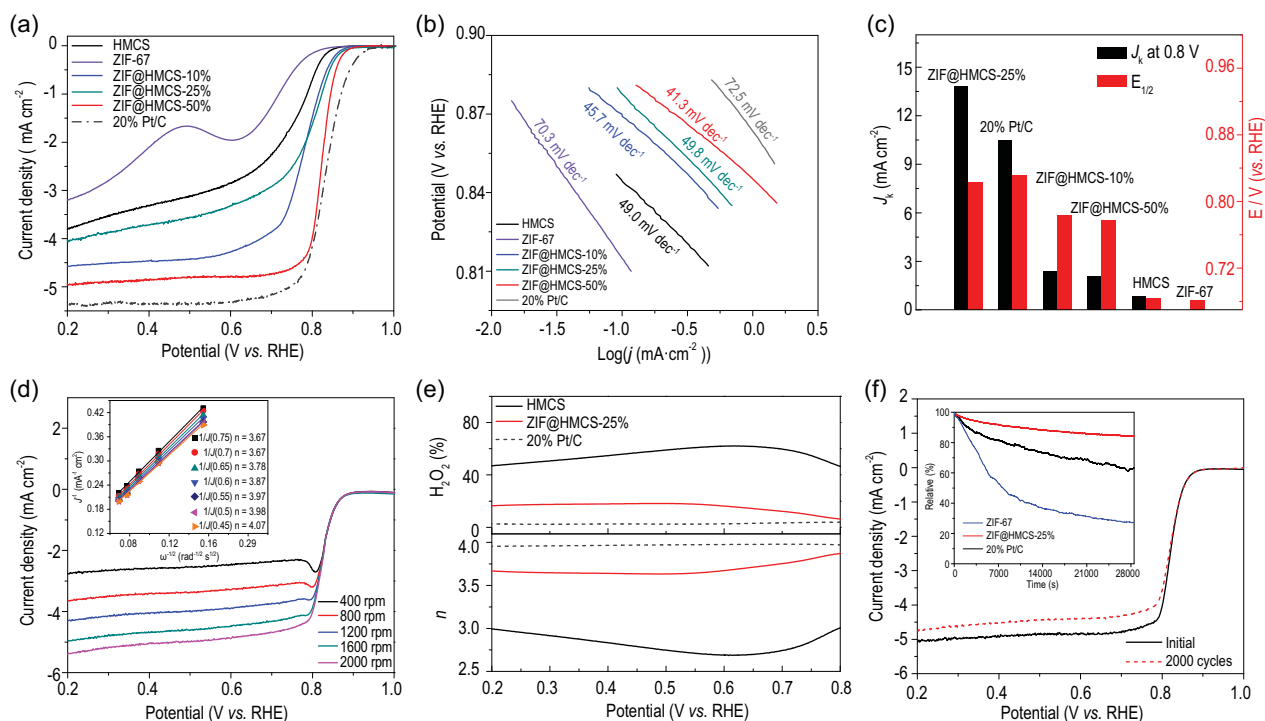 (a)
HMCS
ZIF-67
ZIF@HMCS-10%
ZIF@HMCS-25%
ZIF@HMCS-50%
20% Pt/C
Current density ( mA cm⁻²)
0
-1
-2
-3
-4
-5
0.2
0.4
0.6
0.8
1.0
Potential (V vs. RHE)
(b)
Potential (V vs. RHE)
0.90
0.87
0.84
0.81
70.3 mV dec⁻¹
45.7 mV dec⁻¹
41.3 mV dec⁻¹
49.8 mV dec⁻¹
72.5 mV dec⁻¹
49.0 mV dec⁻¹
HMCS
ZIF-67
ZIF@HMCS-10%
ZIF@HMCS-25%
ZIF@HMCS-50%
20% Pt/C
-2.0
-1.5
-1.0
-0.5
0.0
0.5
Log(j (mA·cm⁻² ))
(c)
Jk (mA cm⁻²)
15
12
9
6
3
0
Jk at 0.8 V
E1/2
ZIF@HMCS-25%
20% Pt/C
ZIF@HMCS-10%
ZIF@HMCS-50%
HMCS
ZIF-67
0.96
0.88
0.80
0.72
E / V (vs. RHE)
(d)
Current density (mA cm⁻²)
2
1
0
-1
-2
-3
-4
-5
-6
J¹ (mA¹ cm²)
0.42
0.36
0.30
0.24
0.18
0.12
1/J(0.75) n = 3.67
1/J(0.7) n = 3.67
1/J(0.65) n = 3.78
1/J(0.6) n = 3.87
1/J(0.55) n = 3.97
1/J(0.5) n = 3.98
1/J(0.45) n = 4.07
0.08
0.12
0.16
0.29
ω⁻¹/² (rad⁻¹/² s¹/²)
400 rpm
800 rpm
1200 rpm
1600 rpm
2000 rpm
0.2
0.4
0.6
0.8
1.0
Potential (V vs. RHE)
(e)
HMCS
ZIF@HMCS-25%
20% Pt/C
H₂O₂ (%)
80
40
0
n
4.0
3.5
3.0
2.5
0.2
0.3
0.4
0.5
0.6
0.7
0.8
Potential (V vs. RHE)
(f)
Current density (mA cm⁻²)
2
1
0
-1
-2
-3
-4
-5
-6
Relative (%)
100
80
60
40
20
0
ZIF-67
ZIF@HMCS-25%
20% Pt/C
0
7000
14000
21000
28000
Time (s)
Initial
2000 cycles
0.2
0.4
0.6
0.8
1.0
Potential (V vs. RHE)